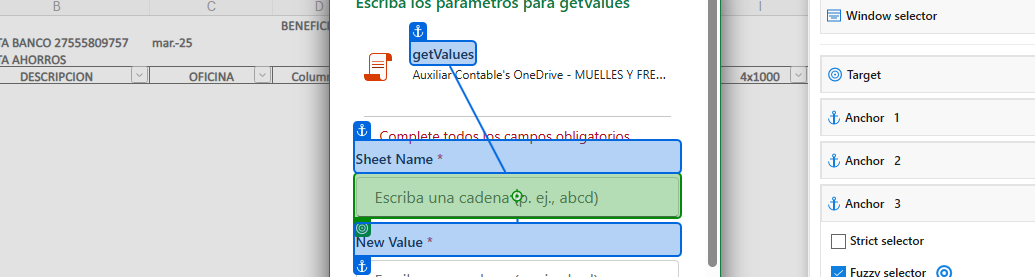 B
C
D
I
Escriba los parámetros para getValues
Window selector
BENEFICI
TA BANCO 27555809757 mar.-25
TA AHORROS
DESCRIPCION OFICINA Column 4x1000
getValues
Auxiliar Contable's OneDrive - MUELLES Y FRE...
Complete todos los campos obligatorios
Sheet Name *
Escriba una cadena (p. ej., abcd)
New Value *
Target
Anchor 1
Anchor 2
Anchor 3
Strict selector
Fuzzy selector